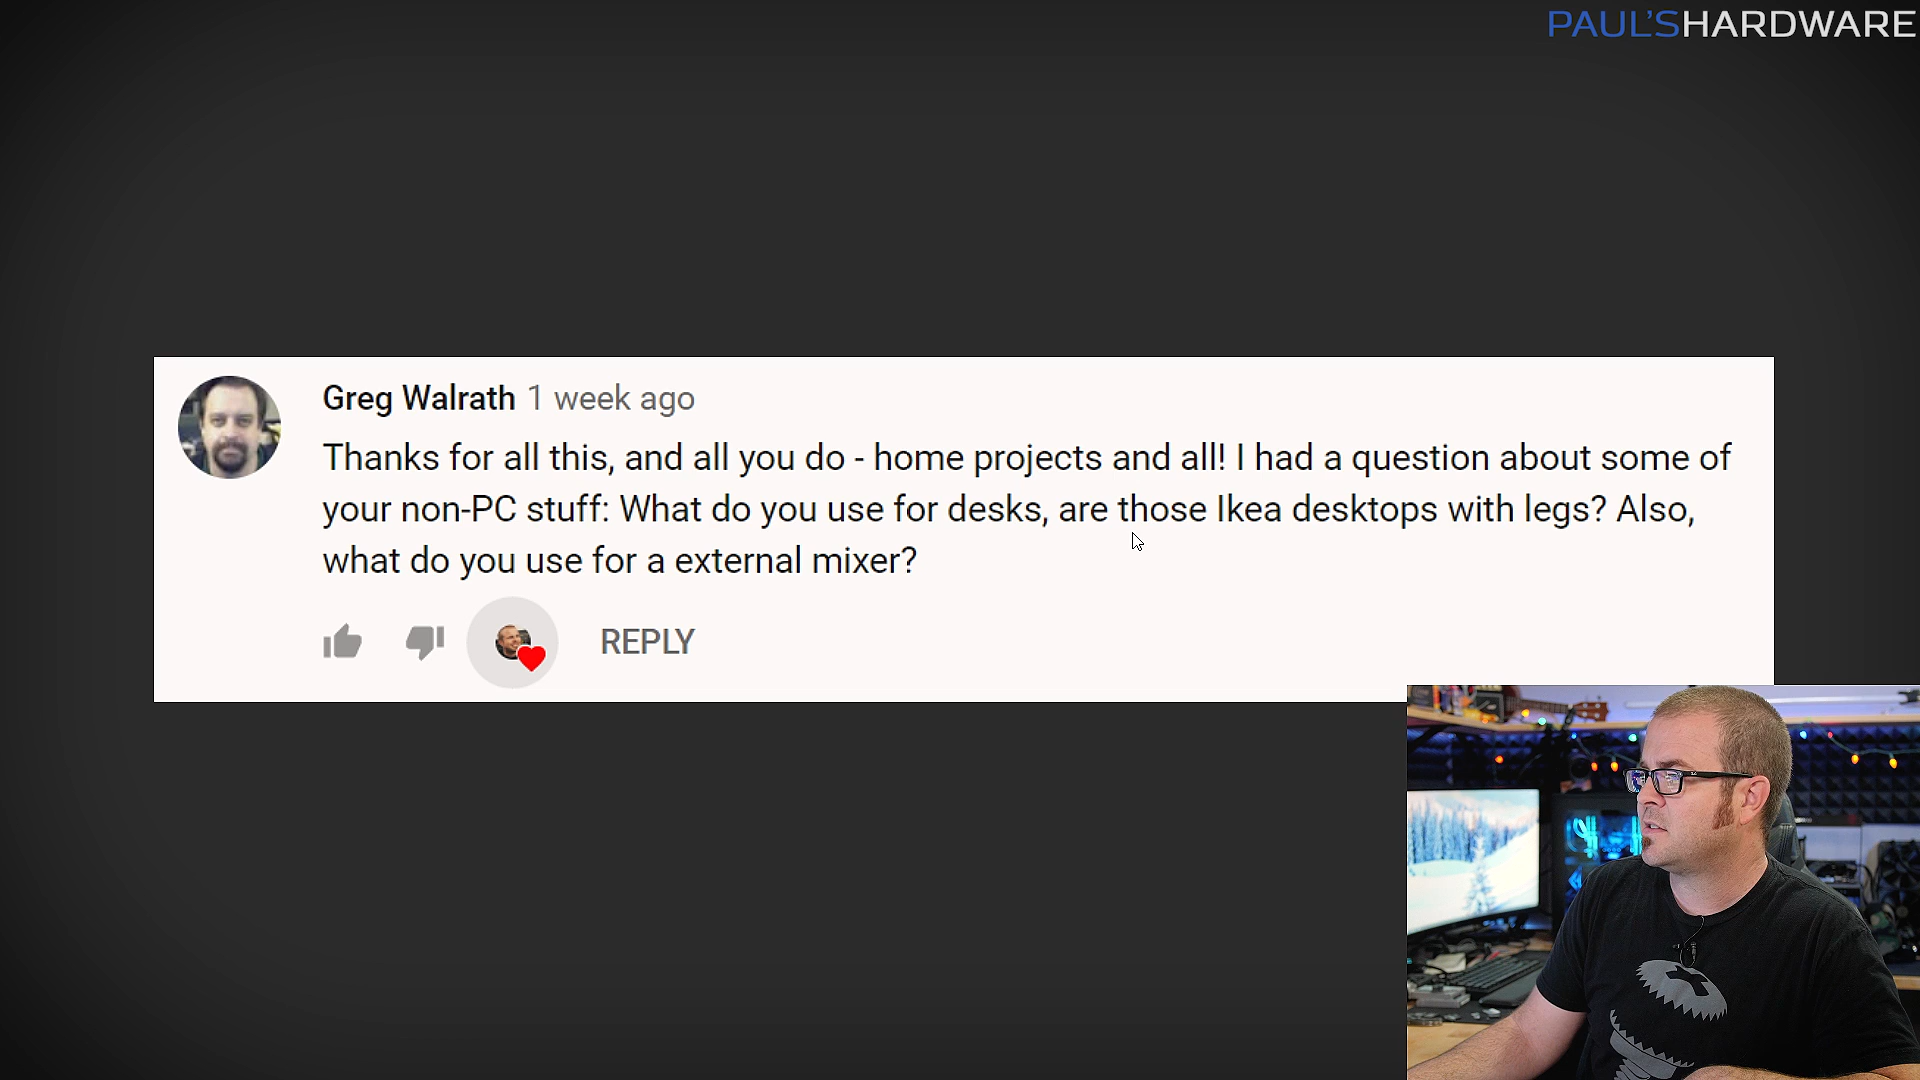 PAUL'SHARDWARE
Greg Walrath 1 week ago
Thanks for all this, and all you do - home projects and all! I had a question about some of
your non-PC stuff: What do you use for desks, are those Ikea desktops with legs? Also,
what do you use for a external mixer?
REPLY